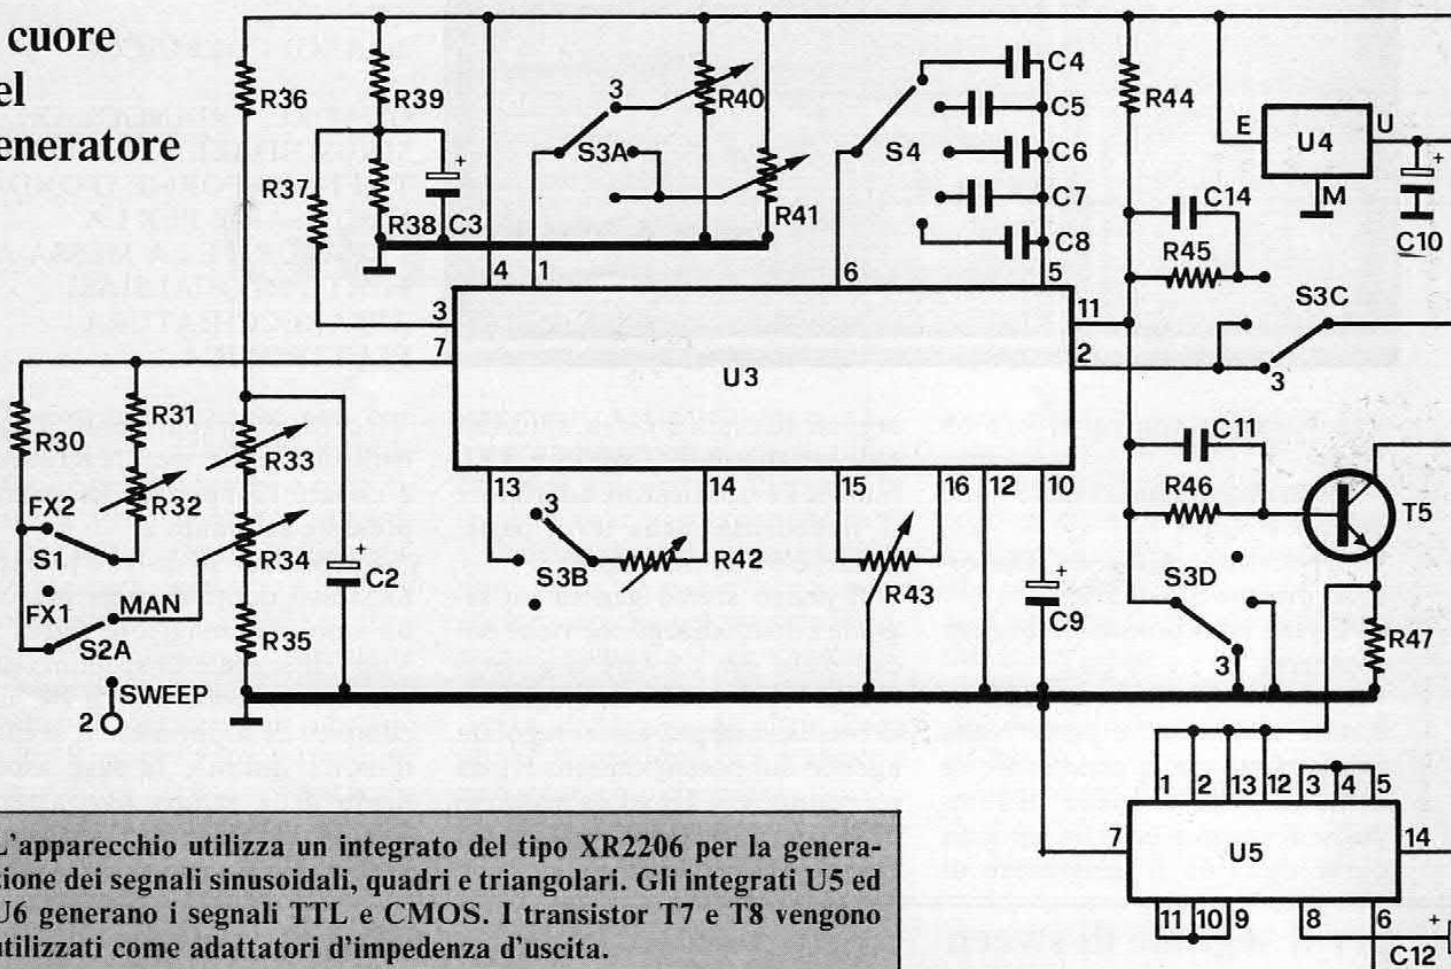 cuore
el
eneratore
R36
R39
R37
R38
C3
+
3
S3A
R40
R41
4
1
S4
6
C4
C5
C6
C7
C8
5
R44
E
U4
U
M
+
C10
C14
R45
S3C
3
3
7
U3
11
2
R30
R31
R32
FX2
S1
FX1
MAN
S2A
SWEEP
2
R33
R34
R35
C2
+
13
14
15
16
12
10
3
S3B
R42
R43
C9
+
C11
R46
T5
S3D
3
R47
1
2
13
12
3
4
5
7
U5
14
11
10
9
8
6
+
C12
L'apparecchio utilizza un integrato del tipo XR2206 per la genera-
zione dei segnali sinusoidali, quadri e triangolari. Gli integrati U5 ed
U6 generano i segnali TTL e CMOS. I transistor T7 e T8 vengono
utilizzati come adattatori d'impedenza d'uscita.